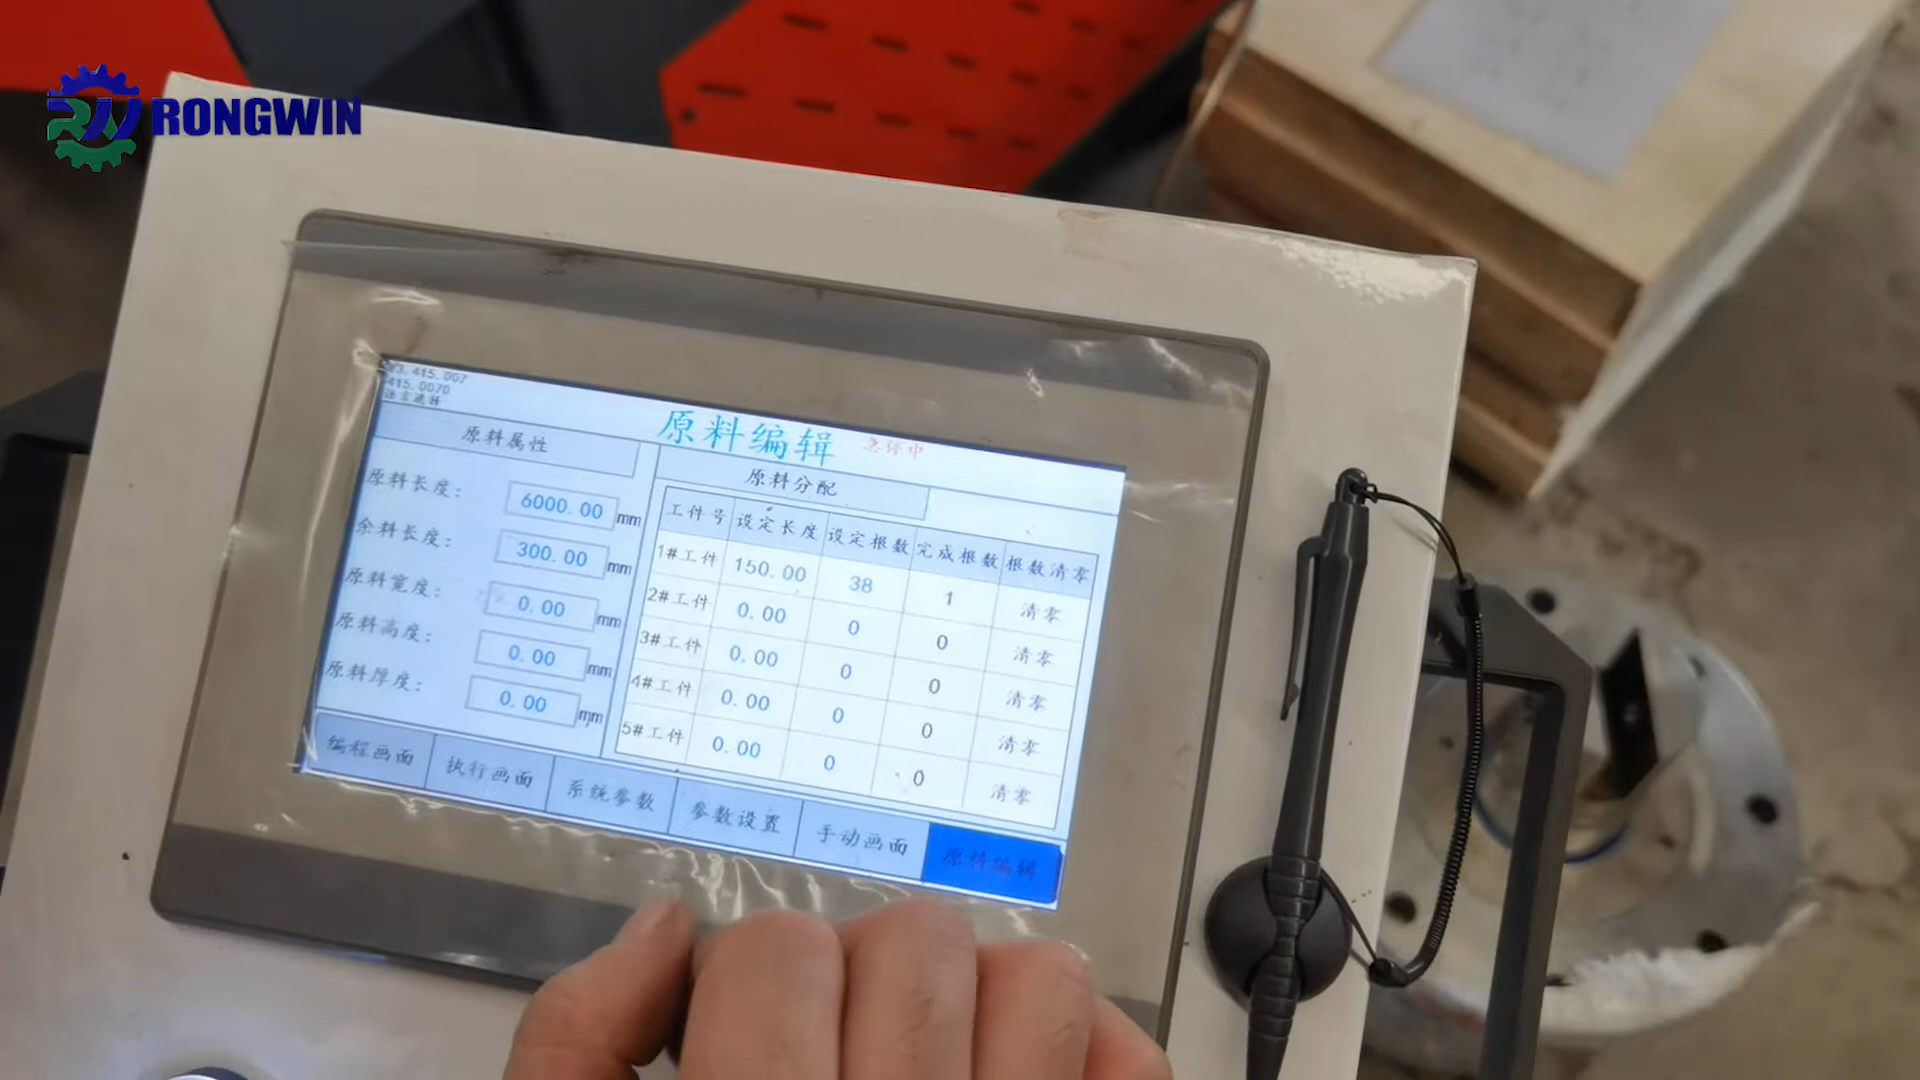 RONGWIN
415.0070
语言选择
原料编辑 急停中
原料属性
原料长度: 6000.00 mm
余料长度: 300.00 mm
原料宽度: 0.00 mm
原料高度: 0.00 mm
原料厚度: 0.00 mm
原料分配
工件号 设定长度 设定根数 完成根数 根数清零
1#工件 150.00 38 1 清零
2#工件 0.00 0 0 清零
3#工件 0.00 0 0 清零
4#工件 0.00 0 0 清零
5#工件 0.00 0 0 清零
编程画面 执行画面 系统参数 参数设置 手动画面 原料编辑